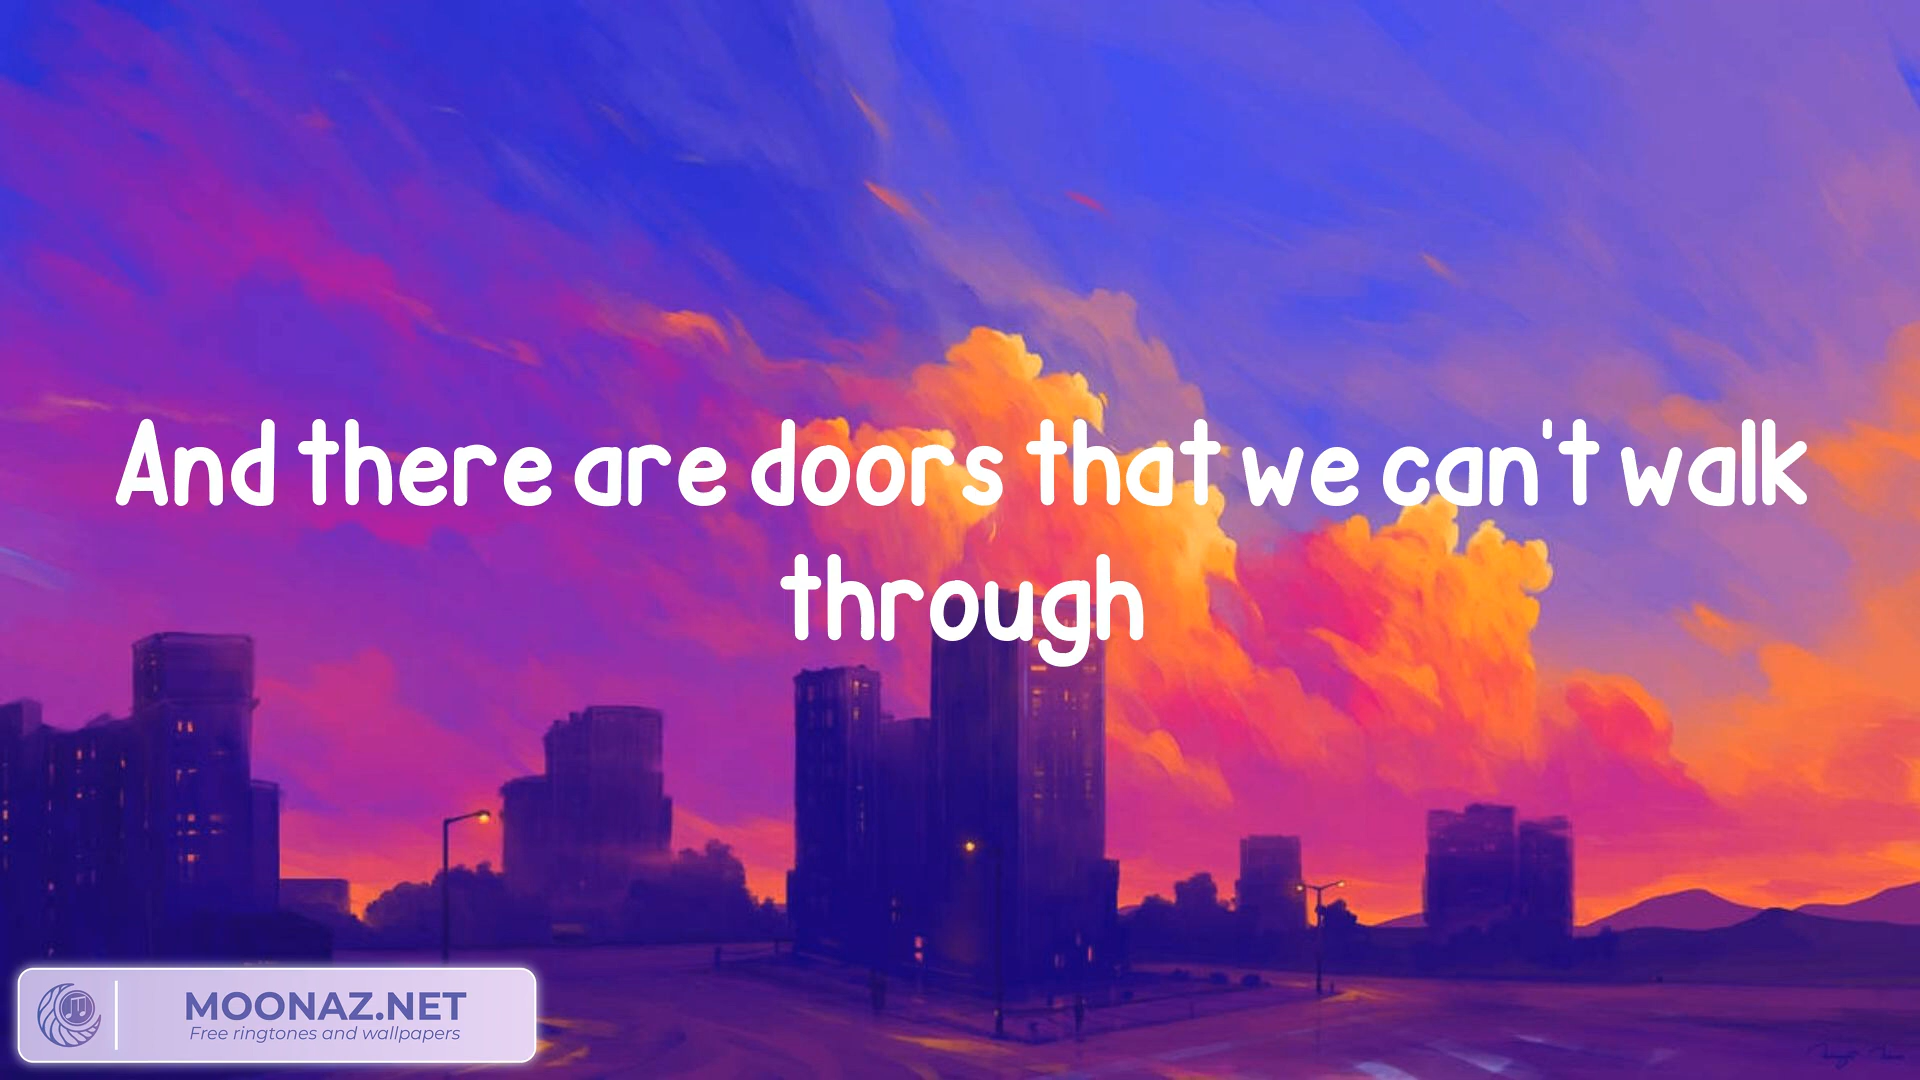 And there are doors that we can't walk
through
MOONAZ.NET
Free ringtones and wallpapers